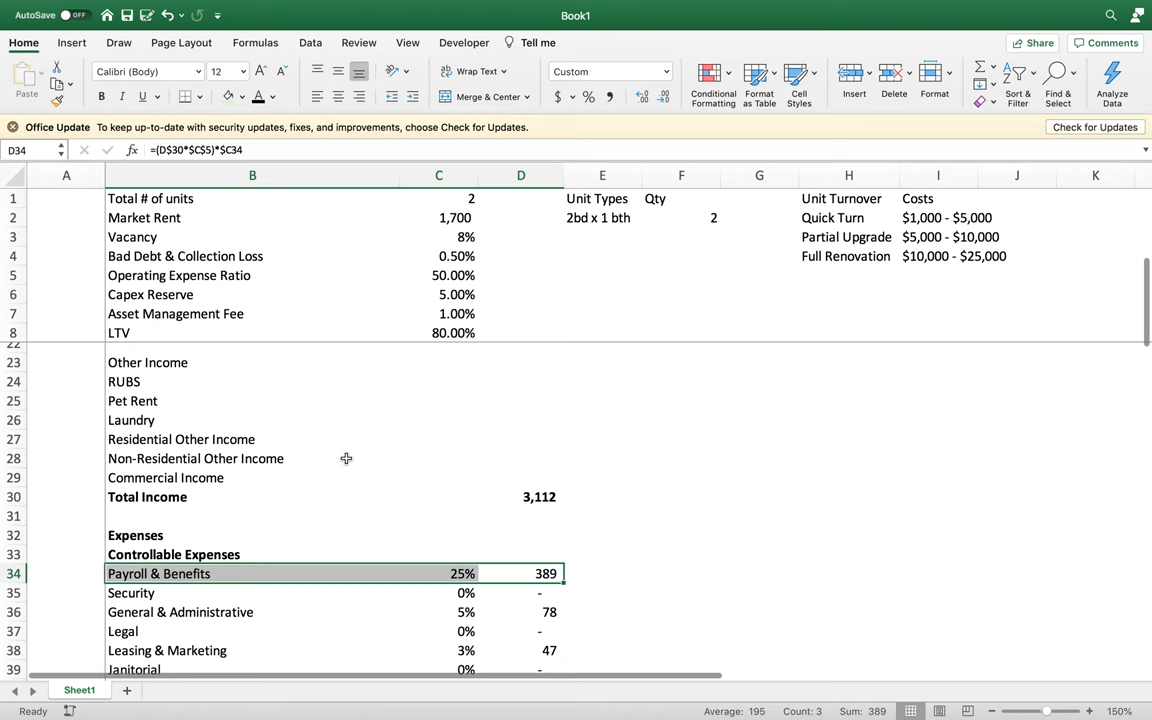 AutoSave OFF Book1
Home Insert Draw Page Layout Formulas Data Review View Developer Tell me Share Comments
Paste Calibri (Body) 12 A A Wrap Text Custom Conditional Formatting Format as Table Cell Styles Insert Delete Format Sort & Filter Find & Select Analyze Data
B I U A Merge & Center $ %
Office Update To keep up-to-date with security updates, fixes, and improvements, choose Check for Updates. Check for Updates
D34 fx =(D$30*$C$5)*$C34
A B C D E F G H I J K
1 Total # of units 2 Unit Types Qty Unit Turnover Costs
2 Market Rent 1,700 2bd x 1 bth 2 Quick Turn $1,000 - $5,000
3 Vacancy 8% Partial Upgrade $5,000 - $10,000
4 Bad Debt & Collection Loss 0.50% Full Renovation $10,000 - $25,000
5 Operating Expense Ratio 50.00%
6 Capex Reserve 5.00%
7 Asset Management Fee 1.00%
8 LTV 80.00%
22
23 Other Income
24 RUBS
25 Pet Rent
26 Laundry
27 Residential Other Income
28 Non-Residential Other Income
29 Commercial Income
30 Total Income 3,112
31
32 Expenses
33 Controllable Expenses
34 Payroll & Benefits 25% 389
35 Security 0% -
36 General & Administrative 5% 78
37 Legal 0% -
38 Leasing & Marketing 3% 47
39 Janitorial 0% -
Sheet1
Ready Average: 195 Count: 3 Sum: 389 150%